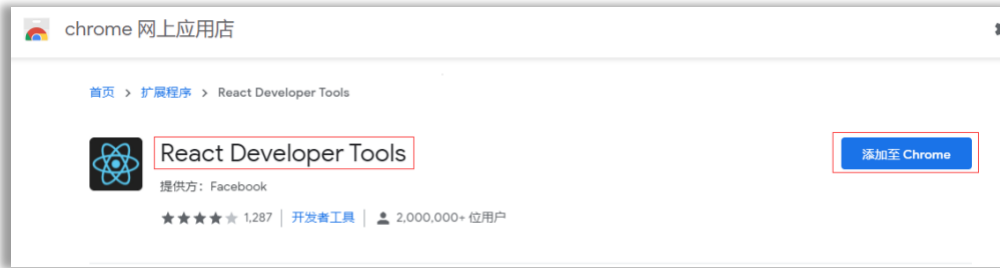 chrome 网上应用店
首页 > 扩展程序 > React Developer Tools
React Developer Tools
添加至 Chrome
提供方：Facebook
1,287 | 开发者工具 | 2,000,000+ 位用户